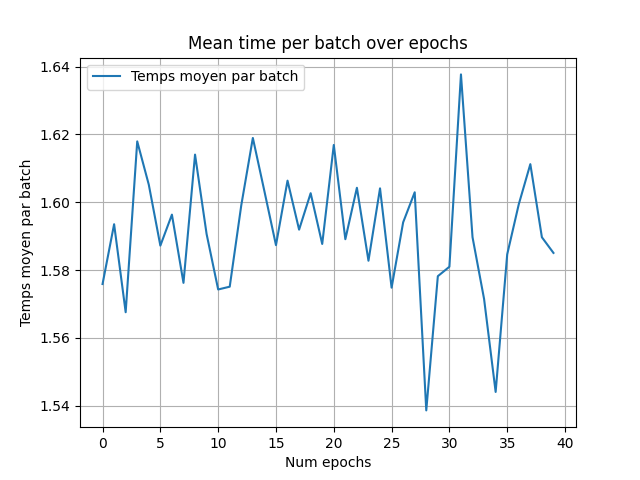 Mean time per batch over epochs
Temps moyen par batch
1.64
1.62
1.60
1.58
1.56
1.54
Temps moyen par batch
0 5 10 15 20 25 30 35 40
Num epochs